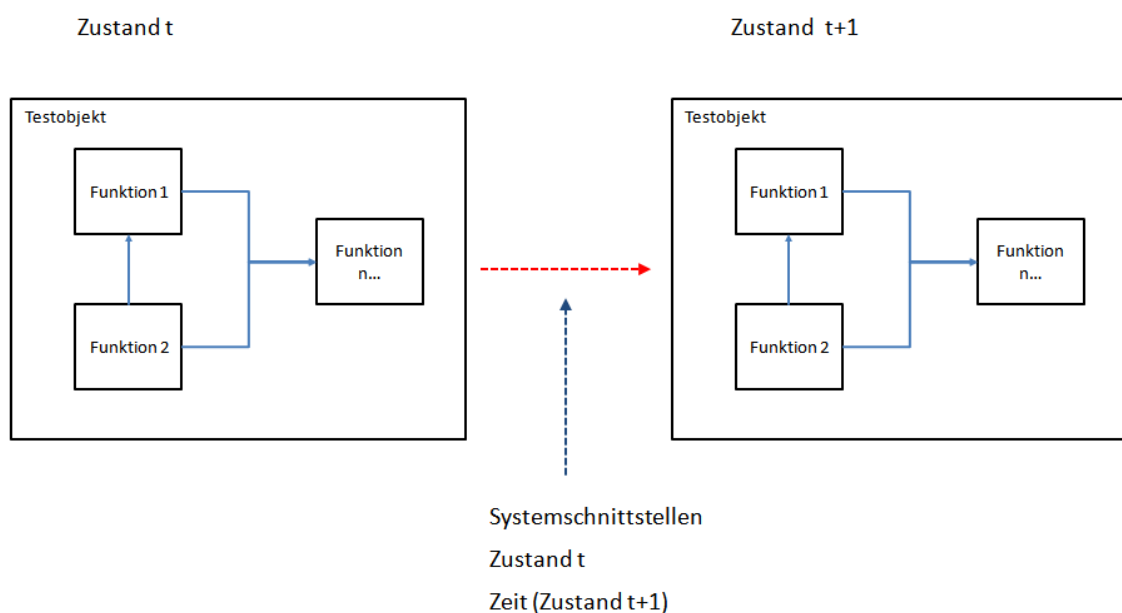 Zustand t
Zustand t+1
Testobjekt
Funktion 1
Funktion
n...
Funktion 2
Testobjekt
Funktion 1
Funktion
n...
Funktion 2
Systemschnittstellen
Zustand t
Zeit (Zustand t+1)